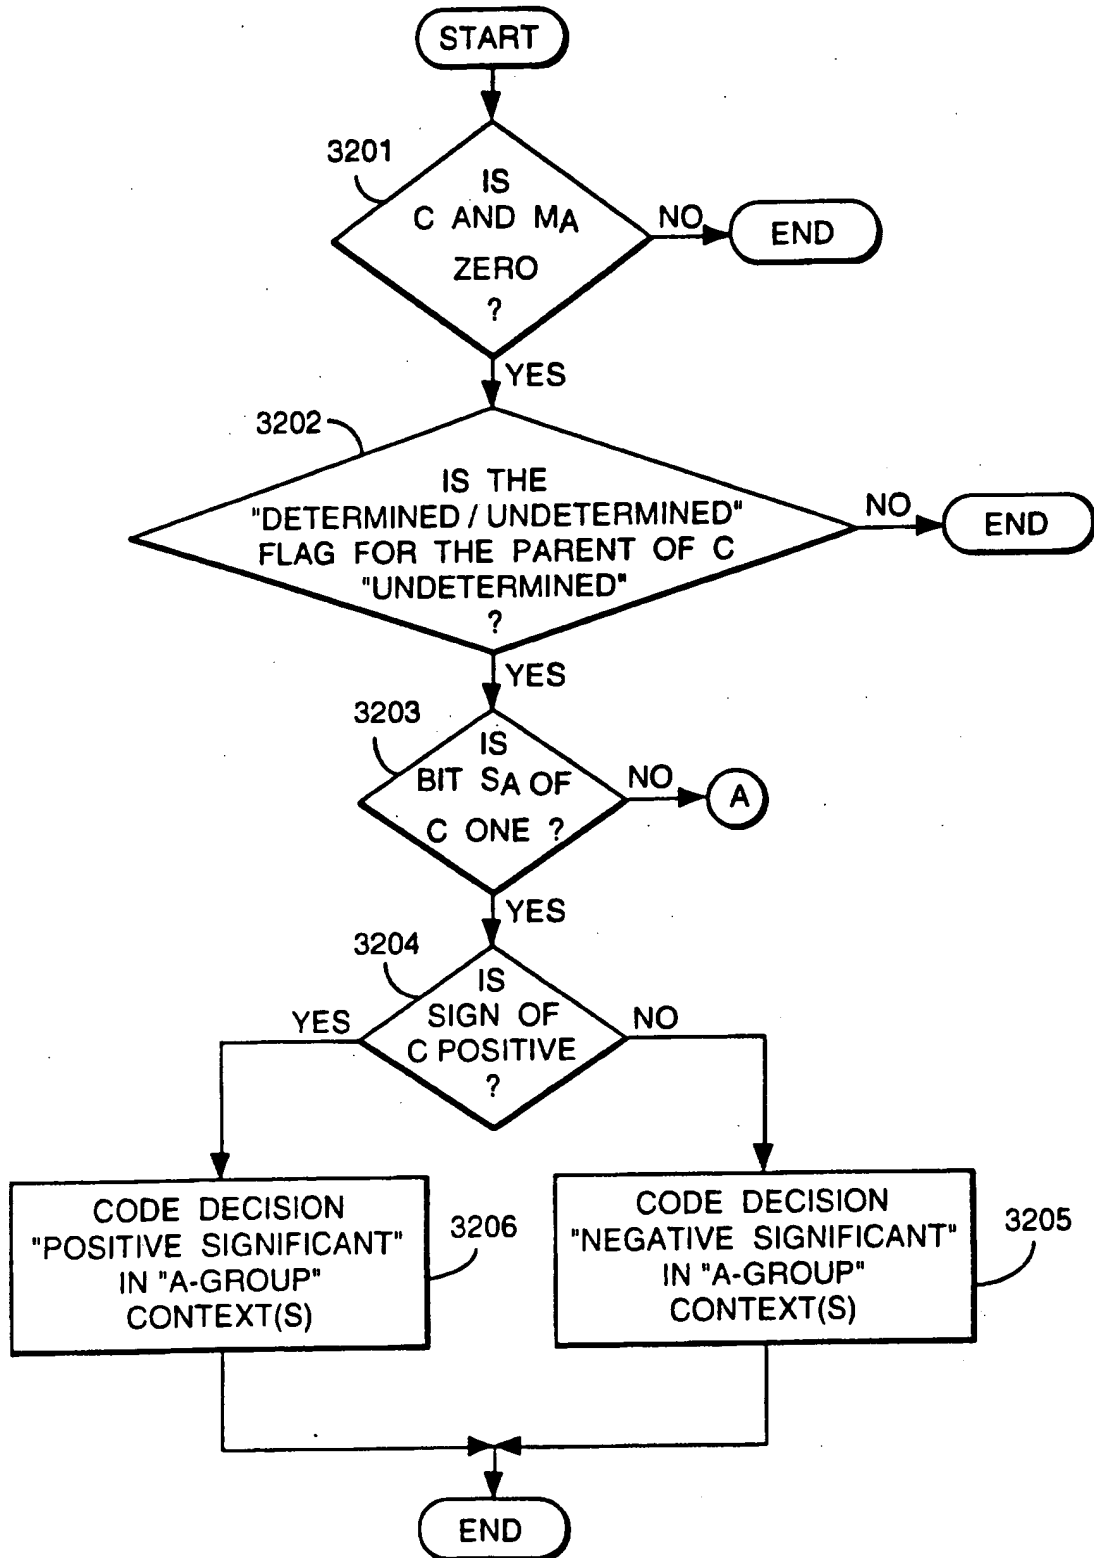 START
3201
IS
C AND MA
ZERO
?
NO
END
YES
3202
IS THE
"DETERMINED / UNDETERMINED"
FLAG FOR THE PARENT OF C
"UNDETERMINED"
?
NO
END
YES
3203
IS
BIT SA OF
C ONE ?
NO
A
YES
3204
IS
SIGN OF
C POSITIVE
?
YES
NO
CODE DECISION
"POSITIVE SIGNIFICANT"
IN "A-GROUP"
CONTEXT(S)
3206
CODE DECISION
"NEGATIVE SIGNIFICANT"
IN "A-GROUP"
CONTEXT(S)
3205
END